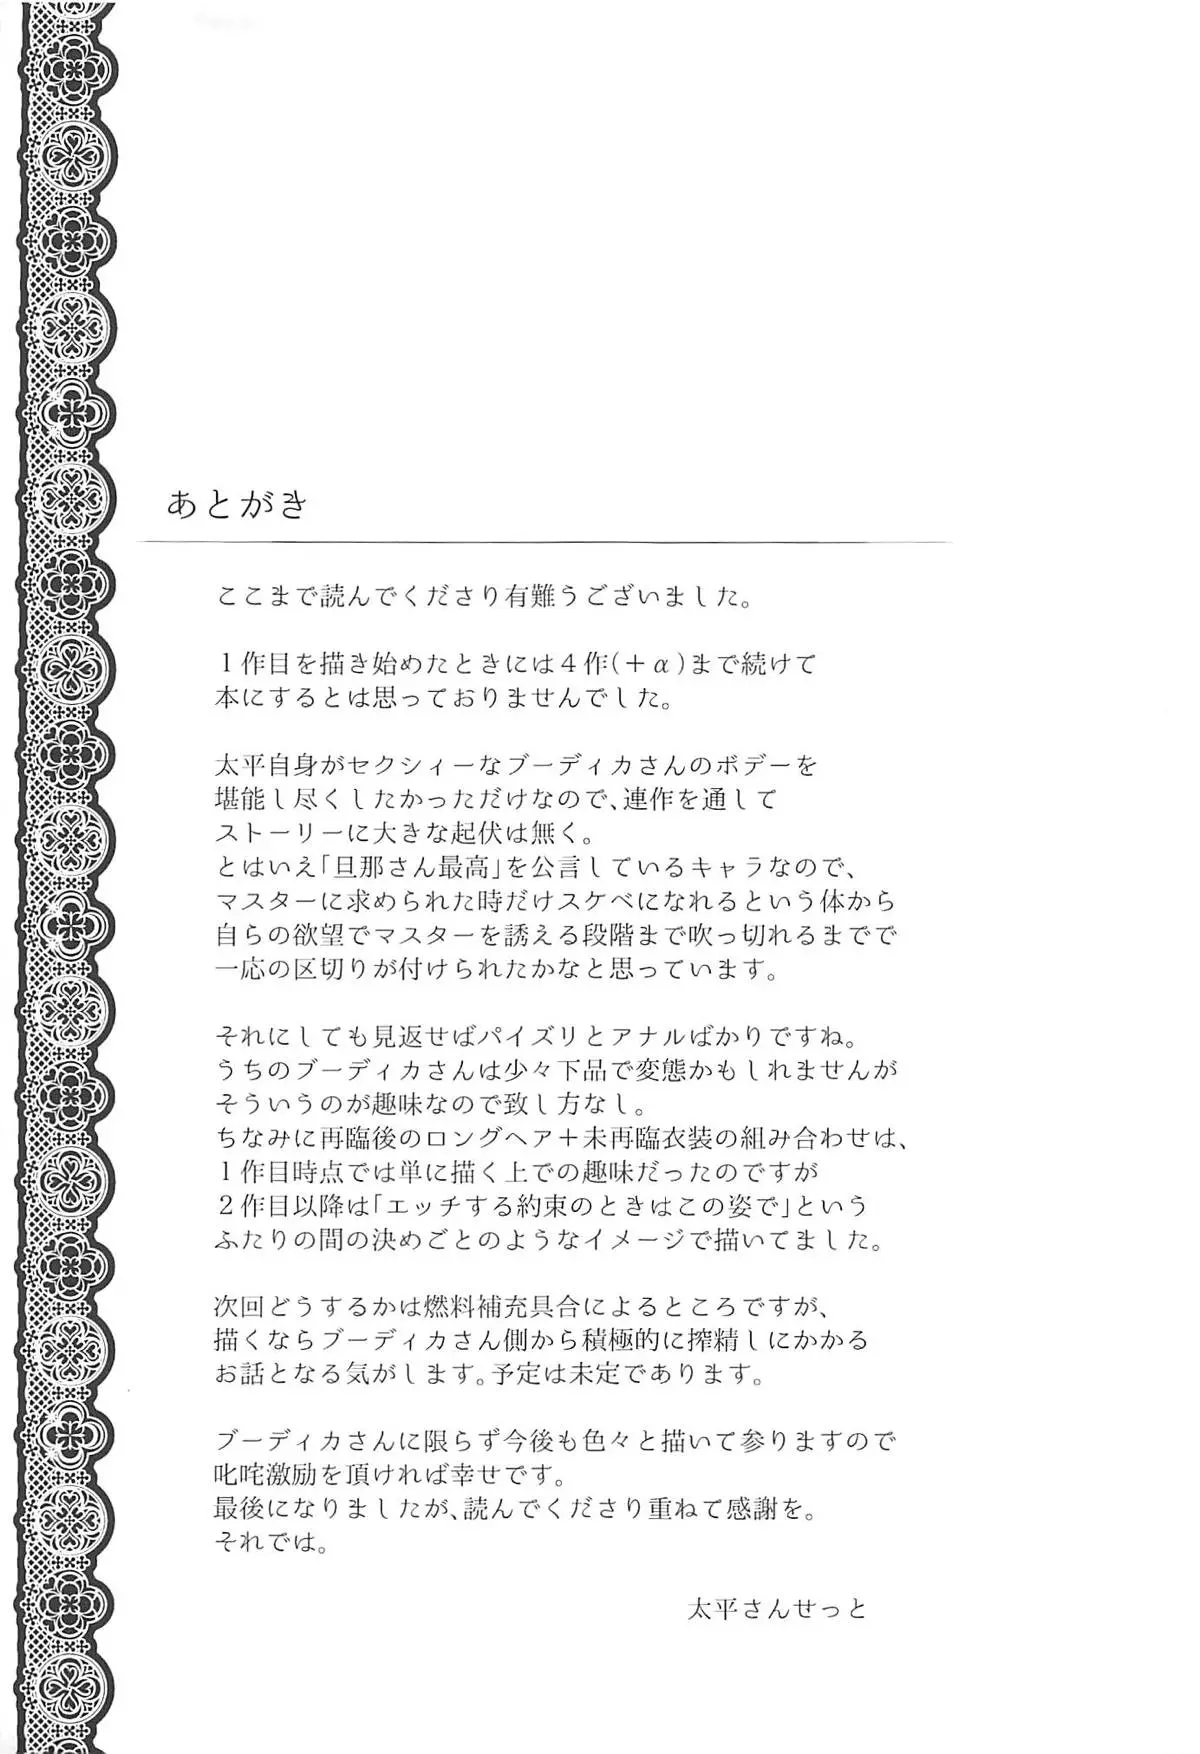 あとがき
ここまで読んでくださり有難うございました。
１作目を描き始めたときには４作(＋α)まで続けて
本にするとは思っておりませんでした。
太平自身がセクシィーなブーディカさんのボデーを
堪能し尽くしたかっただけなので、連作を通して
ストーリーに大きな起伏は無く。
とはいえ「旦那さん最高」を公言しているキャラなので、
マスターに求められた時だけスケベになれるという体から
自らの欲望でマスターを誘える段階まで吹っ切れるまでで
一応の区切りが付けられたかなと思っています。
それにしても見返せばパイズリとアナルばかりですね。
うちのブーディカさんは少々下品で変態かもしれませんが
そういうのが趣味なので致し方なし。
ちなみに再臨後のロングヘア＋未再臨衣装の組み合わせは、
１作目時点では単に描く上での趣味だったのですが
２作目以降は「エッチする約束のときはこの姿で」という
ふたりの間の決めごとのようなイメージで描いてました。
次回どうするかは燃料補充具合によるところですが、
描くならブーディカさん側から積極的に搾精しにかかる
お話となる気がします。予定は未定であります。
ブーディカさんに限らず今後も色々と描いて参りますので
叱咤激励を頂ければ幸せです。
最後になりましたが、読んでくださり重ねて感謝を。
それでは。
太平さんせっと